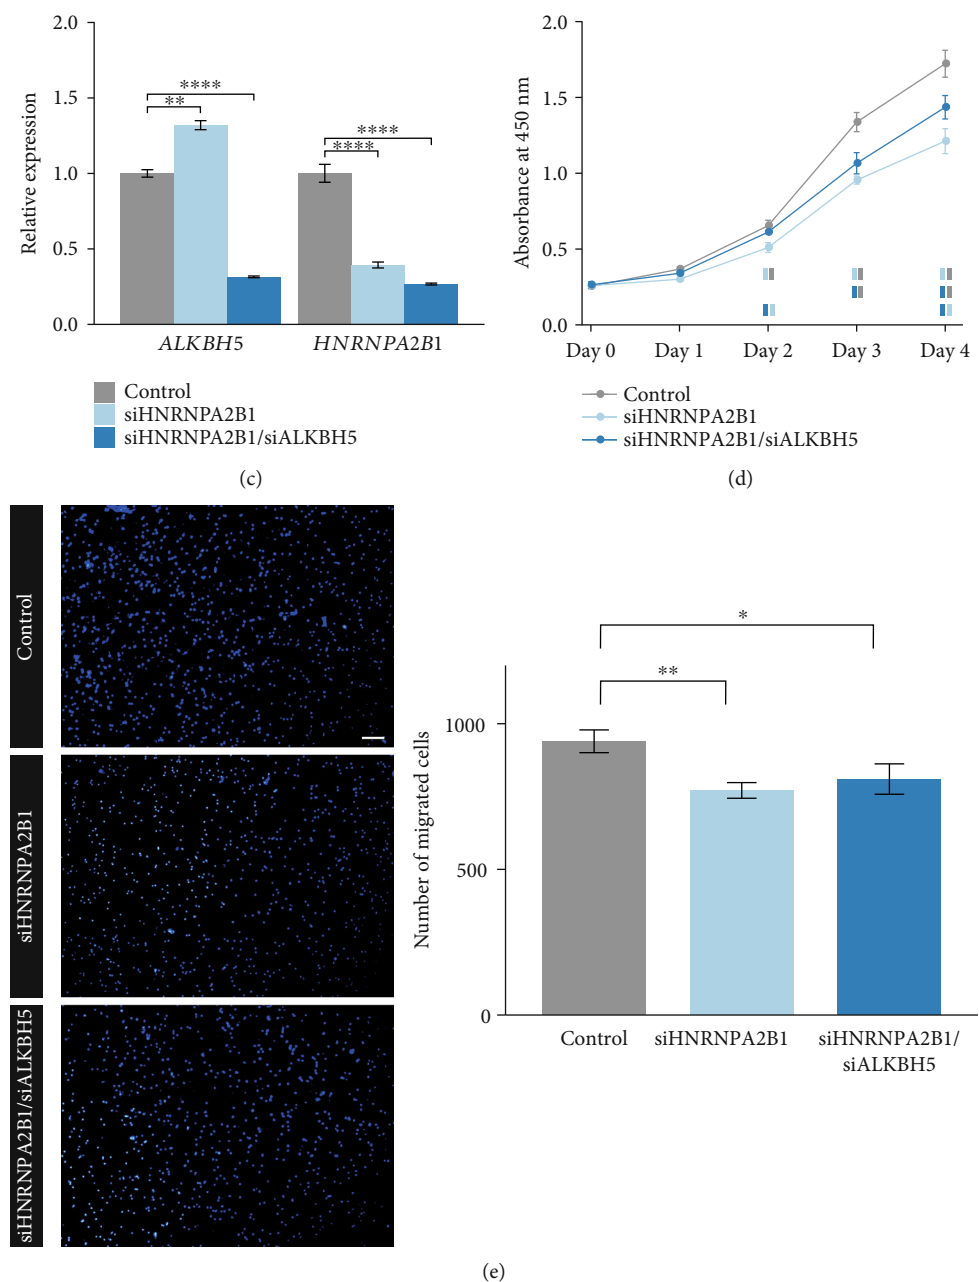 2.0
1.5
1.0
0.5
0.0
Relative expression
****
**
****
****
ALKBH5
HNRNPA2B1
Control
siHNRNPA2B1
siHNRNPA2B1/siALKBH5
(c)
2.0
1.5
1.0
0.5
0.0
Absorbance at 450 nm
Day 0
Day 1
Day 2
Day 3
Day 4
Control
siHNRNPA2B1
siHNRNPA2B1/siALKBH5
(d)
Control
siHNRNPA2B1
siHNRNPA2B1/siALKBH5
*
**
1000
500
0
Number of migrated cells
Control
siHNRNPA2B1
siHNRNPA2B1/
siALKBH5
(e)